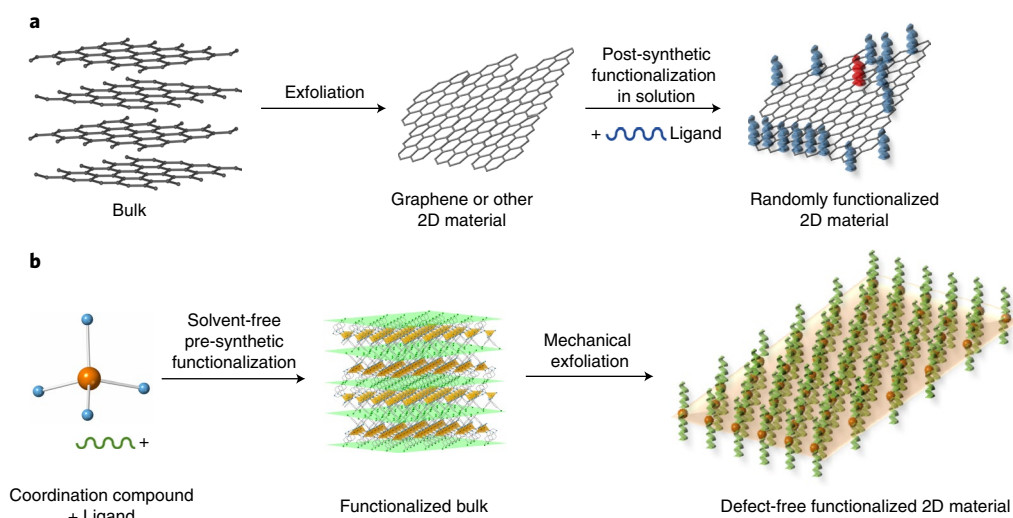 a
Exfoliation
Post-synthetic
functionalization
in solution
+ Ligand
Bulk
Graphene or other
2D material
Randomly functionalized
2D material
b
Solvent-free
pre-synthetic
functionalization
Mechanical
exfoliation
+
Coordination compound
+ Ligand
Functionalized bulk
Defect-free functionalized 2D material